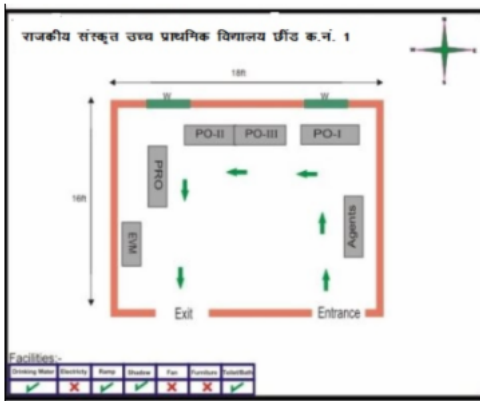 राजकीय संस्कृत उच्च प्राथमिक विद्यालय छींड क.नं. 1
18ft
W W
PO-II PO-III PO-I
PRO
16ft
Agents
EVM
Exit Entrance
Facilities:-
Drinking Water Electricity Ramp Shadow Fan Furniture Toilet/Bath